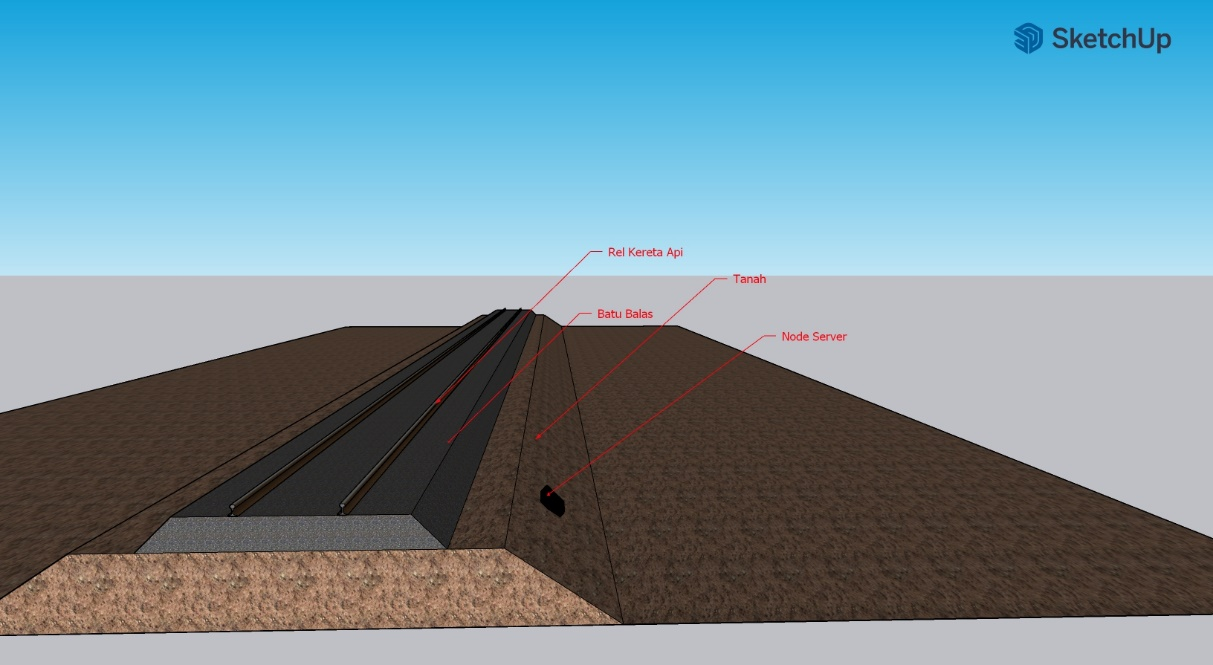 SketchUp
Rel Kereta Api
Tanah
Batu Balas
Node Server